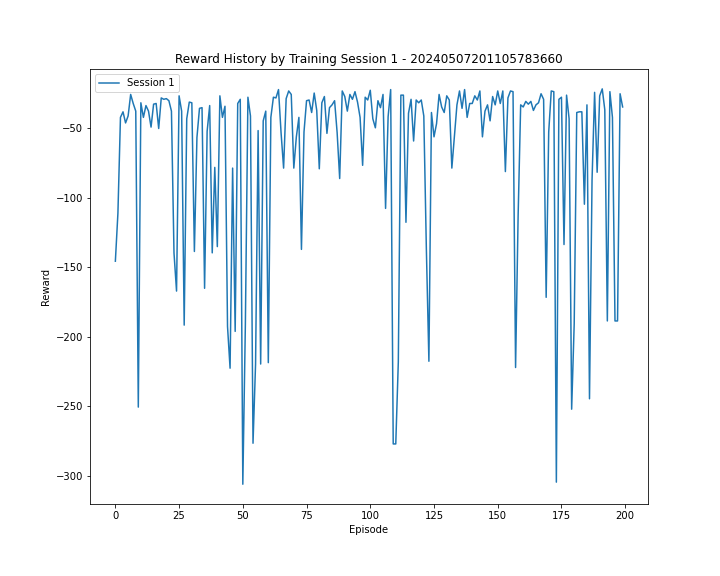 Reward History by Training Session 1 - 20240507201105783660
Session 1
−50
−100
−150
−200
−250
−300
Reward
0 25 50 75 100 125 150 175 200
Episode